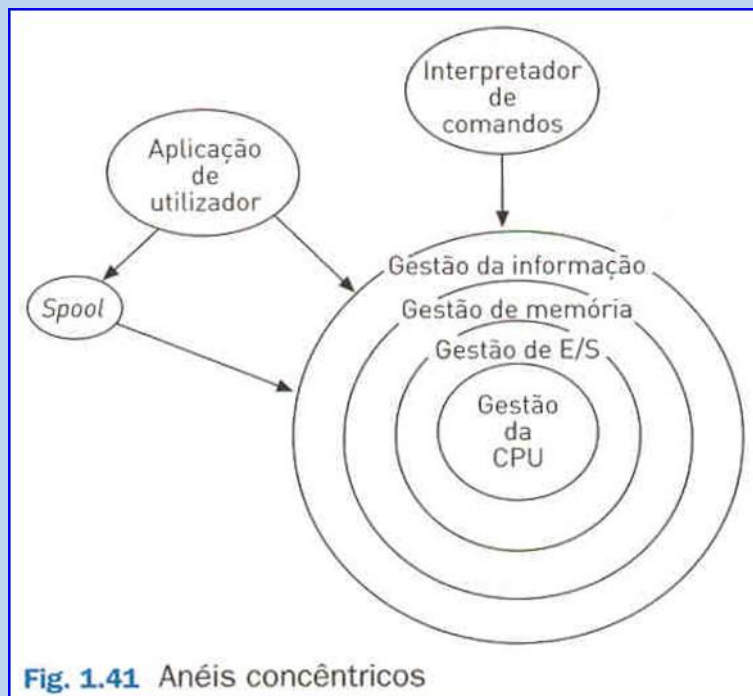 Interpretador
de
comandos
Aplicação
de
utilizador
Spool
Gestão da informação
Gestão de memória
Gestão de E/S
Gestão
da
CPU
Fig. 1.41 Anéis concêntricos